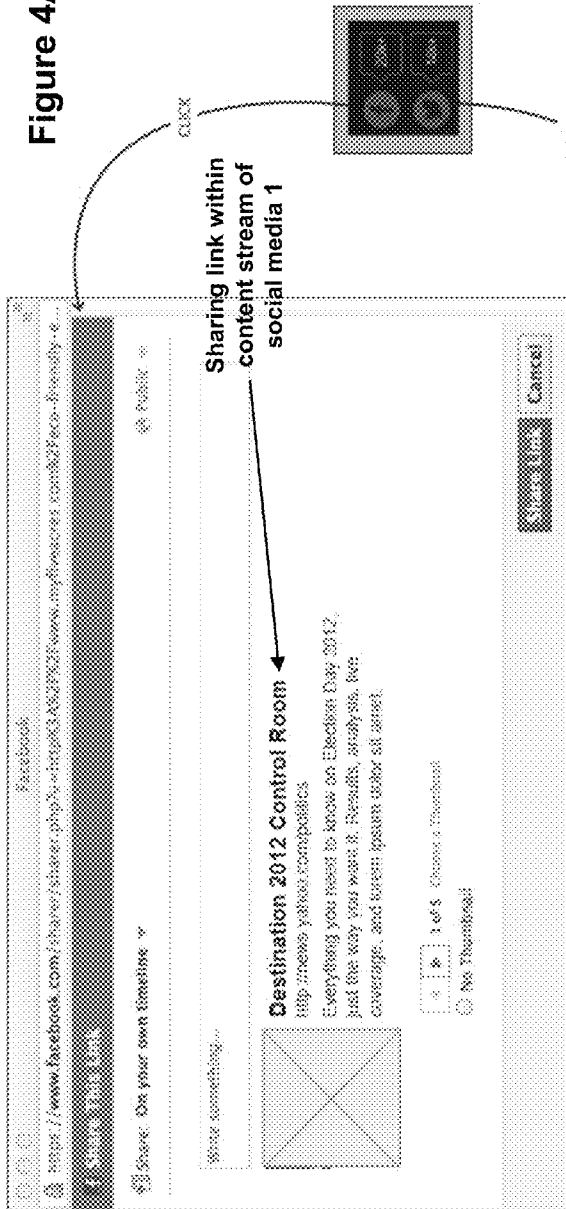 Figure 4
CLICK
Sharing link within
content stream of
social media 1
Facebook
https://www.facebook.com/sharer/sharer.php?u=http%3A%2F%2Fwww.
Share This Link
Share: On your own timeline
Public
Write something...
Destination 2012 Control Room
http://news.yahoo.com/politics
Everything you need to know on Election Day 2012,
just the way you want it. Results, analysis, live
coverage, and lorem ipsum dolor sit amet.
1 of 5 Choose a Thumbnail
No Thumbnail
Share Link Cancel